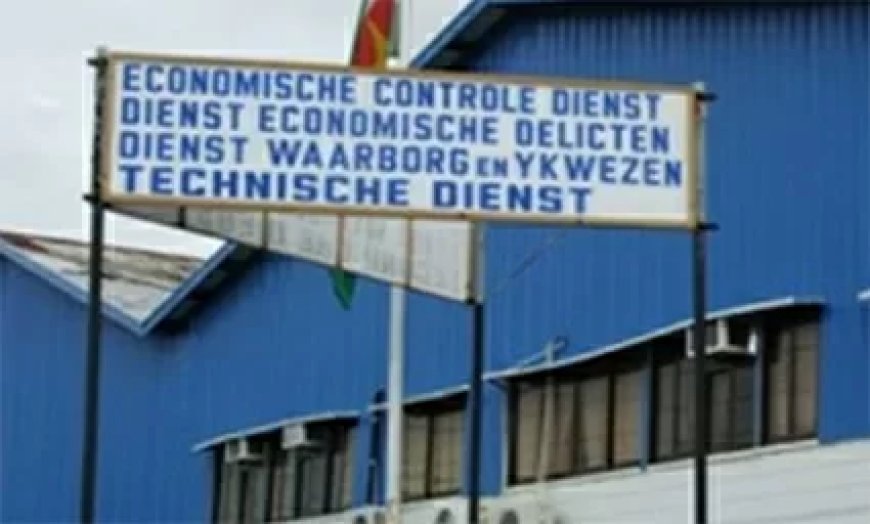 ECONOMISCHE CONTROLE DIENST
DIENST ECONOMISCHE DELICTEN
DIENST WAARBORG EN YKWEZEN
TECHNISCHE DIENST